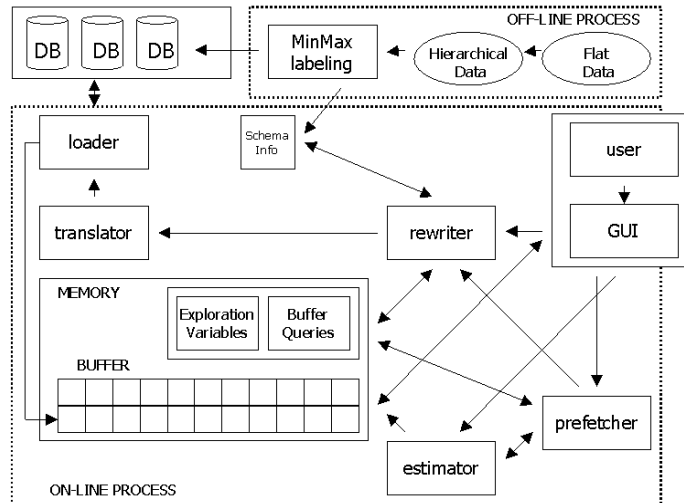 OFF-LINE PROCESS
DB DB DB
MinMax
labeling
Hierarchical
Data
Flat
Data
loader
Schema
Info
user
translator
rewriter
GUI
MEMORY
Exploration
Variables
Buffer
Queries
BUFFER
prefetcher
estimator
ON-LINE PROCESS